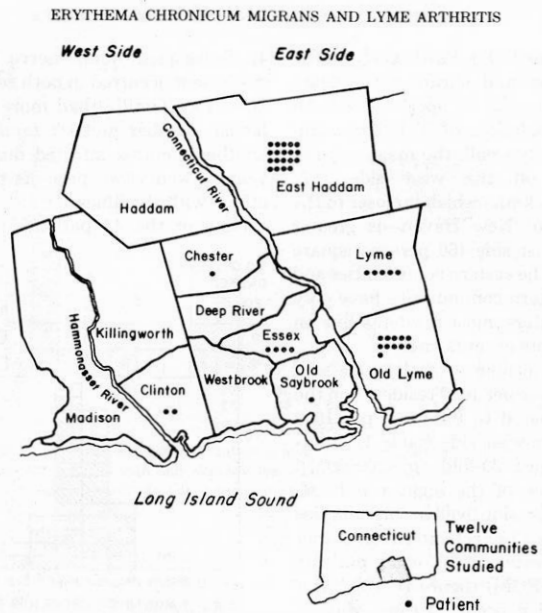 ERYTHEMA CHRONICUM MIGRANS AND LYME ARTHRITIS
West Side
East Side
Connecticut River
Haddam
East Haddam
Chester
Lyme
Deep River
Killingworth
Hammonasset River
Essex
Clinton
Westbrook
Old
Saybrook
Old L
Madison
Long Island Sound
Connecticut
Twelve
Communities
Studied
Patient